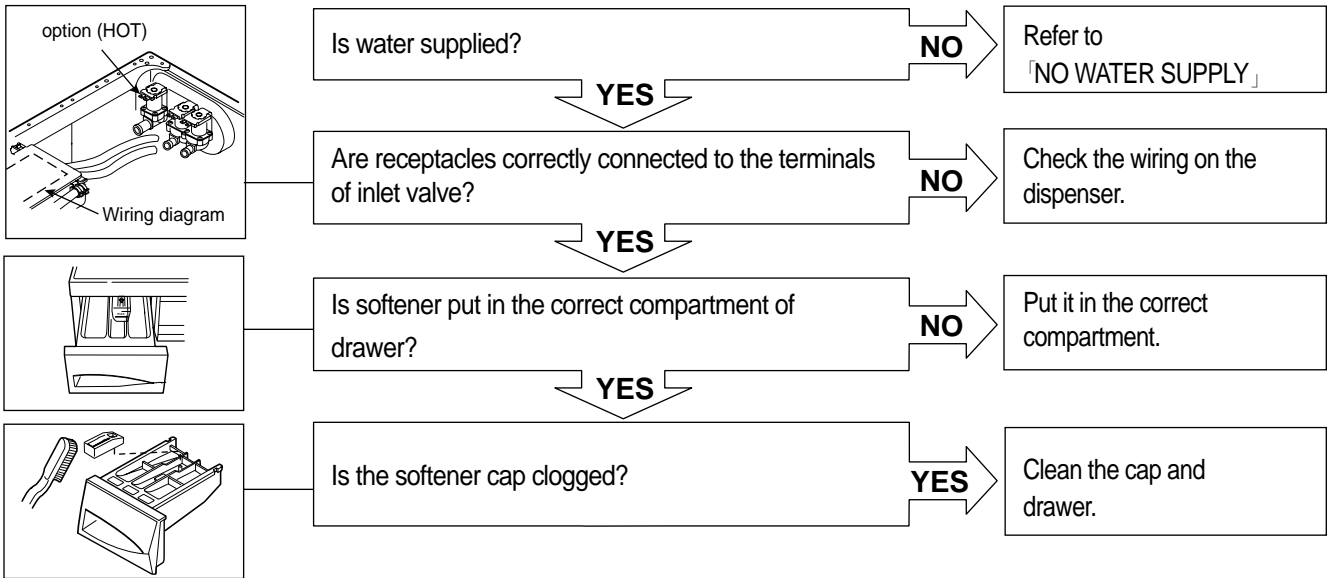 option (HOT)
Wiring diagram
Is water supplied?
NO
Refer to
「NO WATER SUPPLY」
YES
Are receptacles correctly connected to the terminals
of inlet valve?
NO
Check the wiring on the
dispenser.
YES
Is softener put in the correct compartment of
drawer?
NO
Put it in the correct
compartment.
YES
Is the softener cap clogged?
YES
Clean the cap and
drawer.